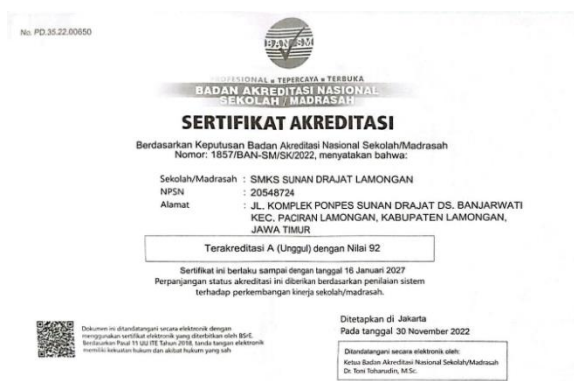 No. PD.35.22.00650
BAN-SM
PROFESIONAL • TEPERCAYA • TERBUKA
BADAN AKREDITASI NASIONAL
SEKOLAH / MADRASAH
SERTIFIKAT AKREDITASI
Berdasarkan Keputusan Badan Akreditasi Nasional Sekolah/Madrasah
Nomor: 1857/BAN-SM/SK/2022, menyatakan bahwa:
Sekolah/Madrasah : SMKS SUNAN DRAJAT LAMONGAN
NPSN : 20548724
Alamat : JL. KOMPLEK PONPES SUNAN DRAJAT DS. BANJARWATI
KEC. PACIRAN LAMONGAN, KABUPATEN LAMONGAN,
JAWA TIMUR
Terakreditasi A (Unggul) dengan Nilai 92
Sertifikat ini berlaku sampai dengan tanggal 16 Januari 2027
Perpanjangan status akreditasi ini diberikan berdasarkan penilaian sistem
terhadap perkembangan kinerja sekolah/madrasah.
Ditetapkan di Jakarta
Pada tanggal 30 November 2022
Dokumen ini ditandatangani secara elektronik dengan
menggunakan sertifikat elektronik yang diterbitkan oleh BSrE.
Berdasarkan Pasal 11 UU ITE Tahun 2018, tanda tangan elektronik
memiliki kekuatan hukum dan akibat hukum yang sah
Ditandatangani secara elektronik oleh:
Ketua Badan Akreditasi Nasional Sekolah/Madrasah
Dr. Toni Toharudin, M.Sc.